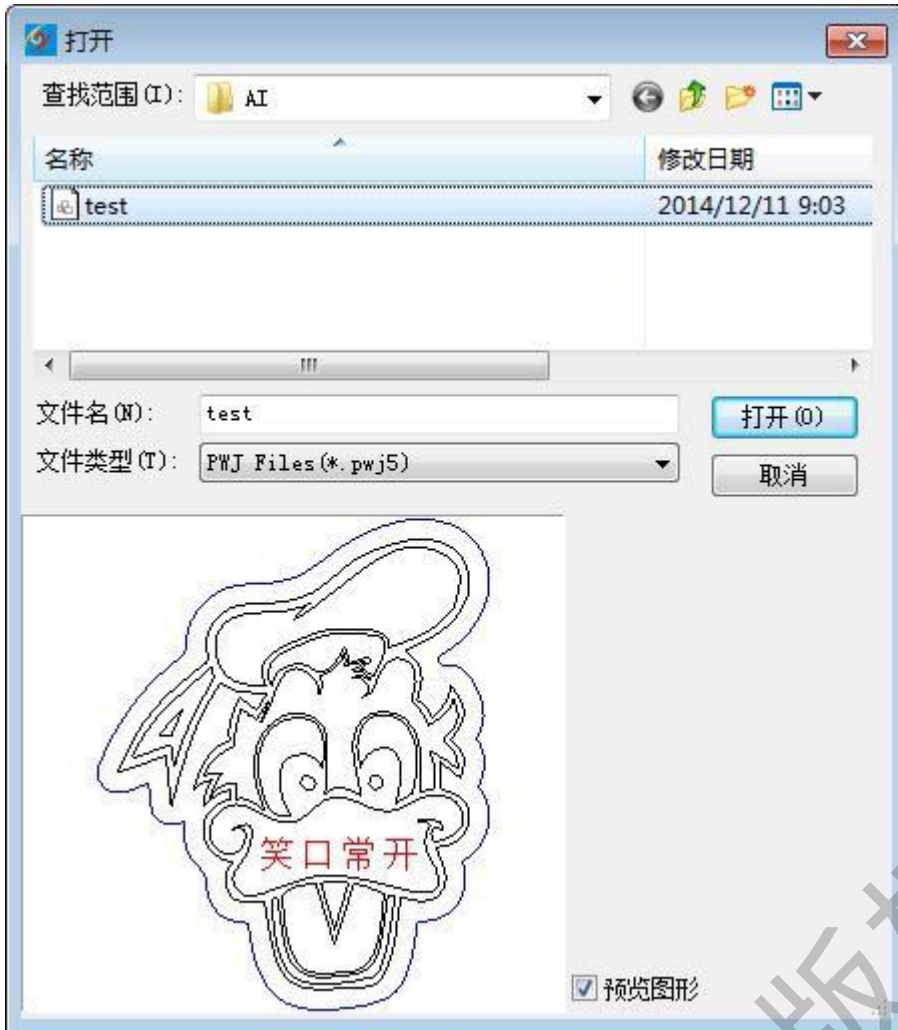 打开
查找范围(I): AI
名称 修改日期
test 2014/12/11 9:03
文件名(N): test 打开(O)
文件类型(T): PWJ Files(*.pwj5) 取消
笑口常开
预览图形
版